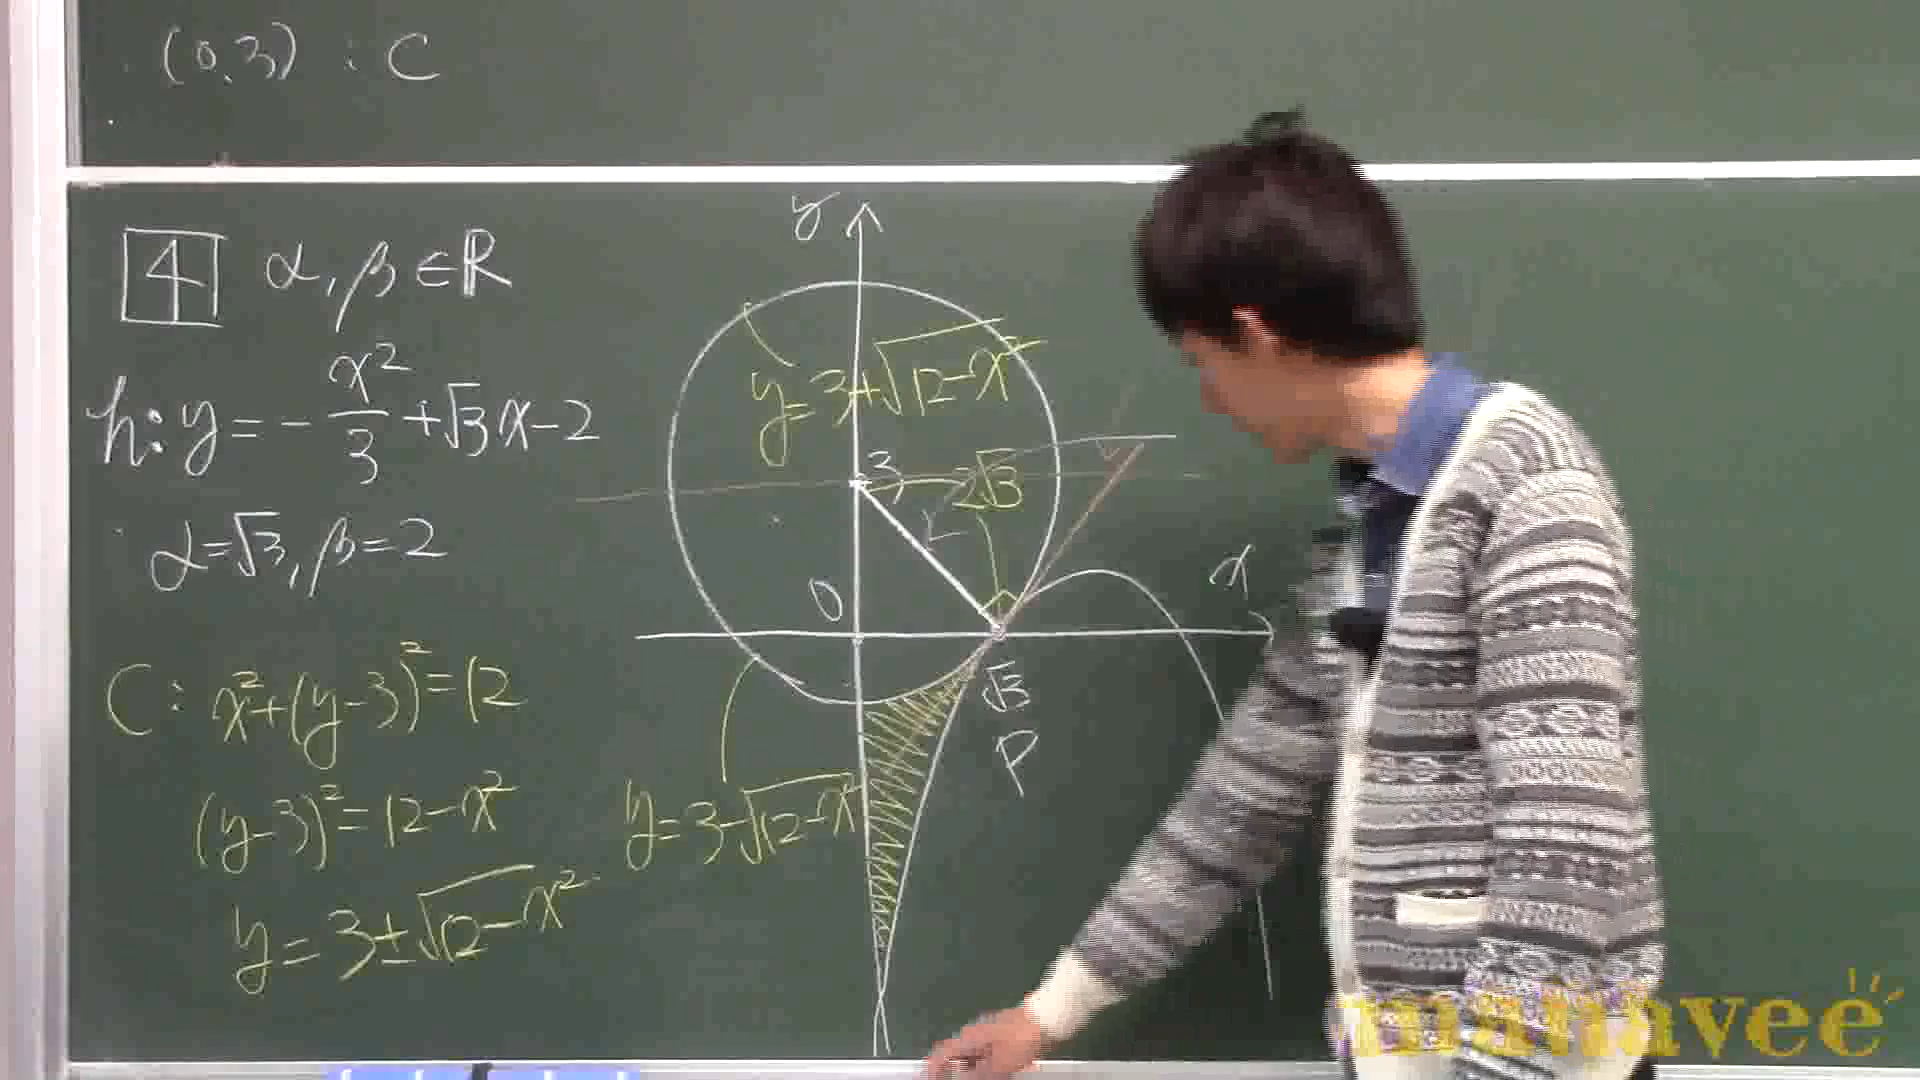 (0,3) : C
4 α, β ∈ ℝ
h: y = -x²/3 + √3x - 2
α = √3, β = 2
C: x² + (y-3)² = 12
(y-3)² = 12 - x²
y = 3 ± √12-x²
y
y = 3 + √12-x²
3
2√3
O
x
√3
P
y = 3 - √12-x²
manavee